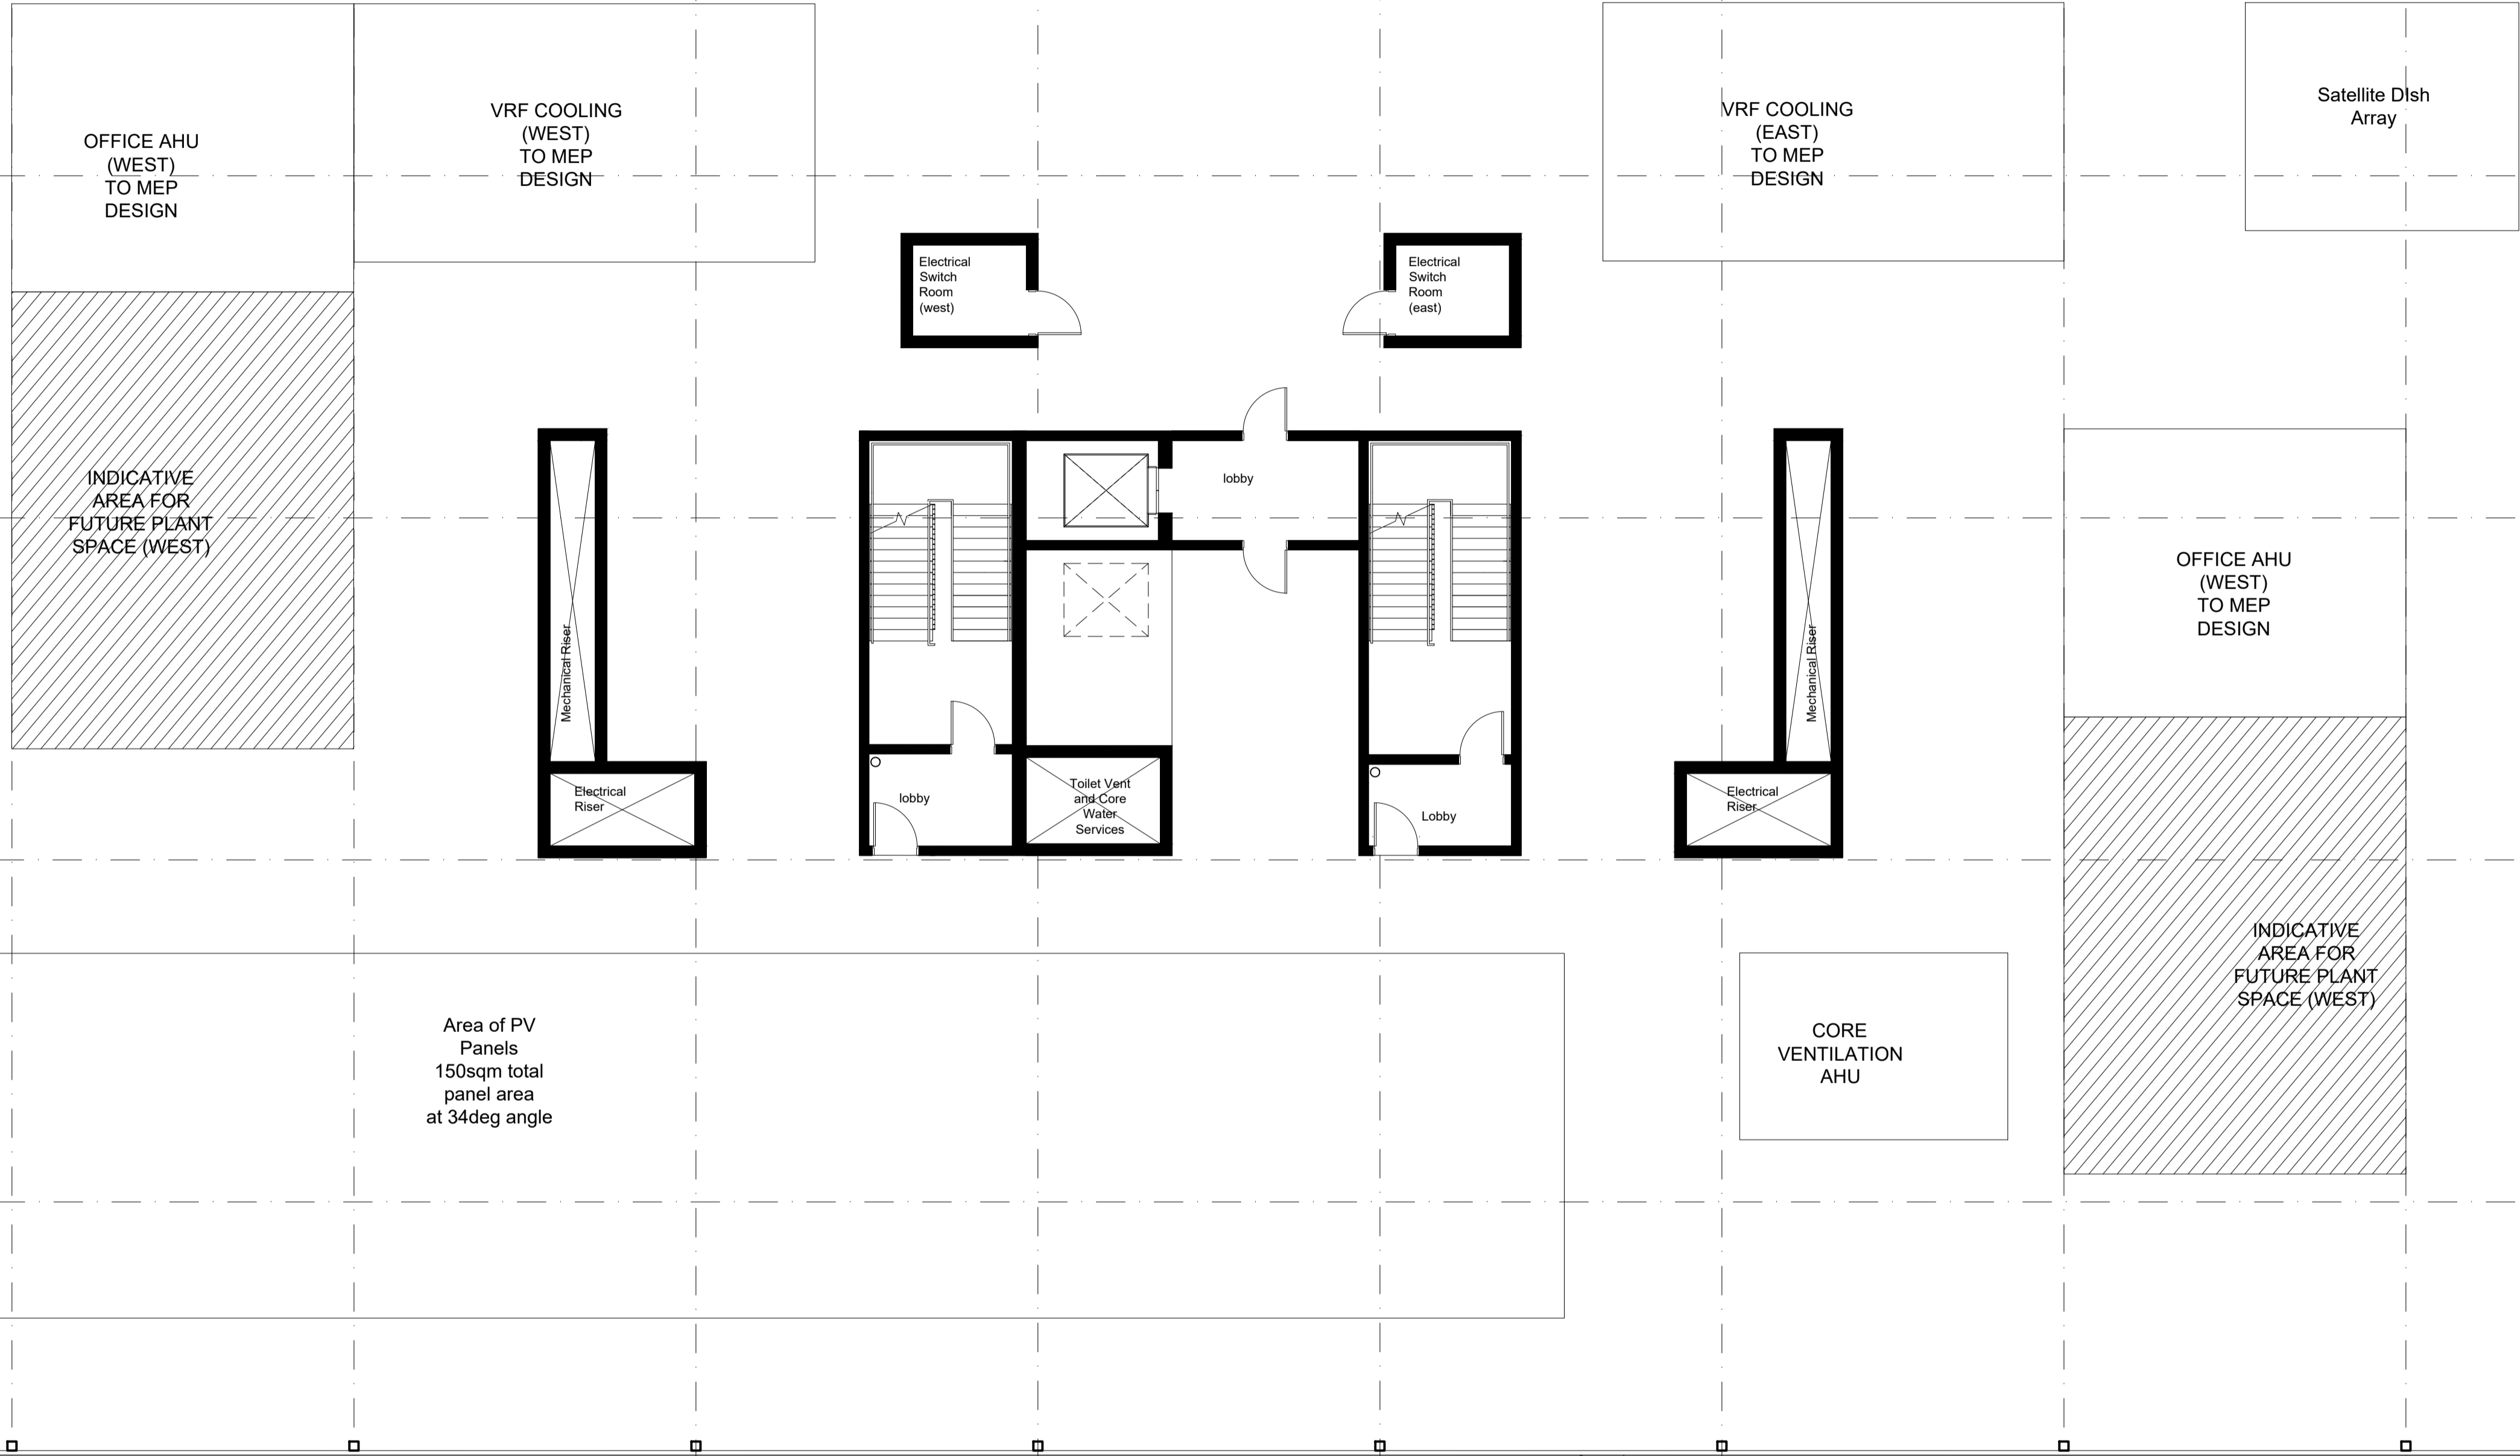 OFFICE AHU
(WEST)
TO MEP
DESIGN
VRF COOLING
(WEST)
TO MEP
DESIGN
VRF COOLING
(EAST)
TO MEP
DESIGN
Satellite DIsh
Array
Electrical
Switch
Room
(west)
Electrical
Switch
Room
(east)
INDICATIVE
AREA FOR
FUTURE PLANT
SPACE (WEST)
lobby
OFFICE AHU
(WEST)
TO MEP
DESIGN
Mechanical Riser
Mechanical Riser
Electrical
Riser
lobby
Toilet Vent
and Core
Water
Services
Lobby
Electrical
Riser
INDICATIVE
AREA FOR
FUTURE PLANT
SPACE (WEST)
Area of PV
Panels
150sqm total
panel area
at 34deg angle
CORE
VENTILATION
AHU